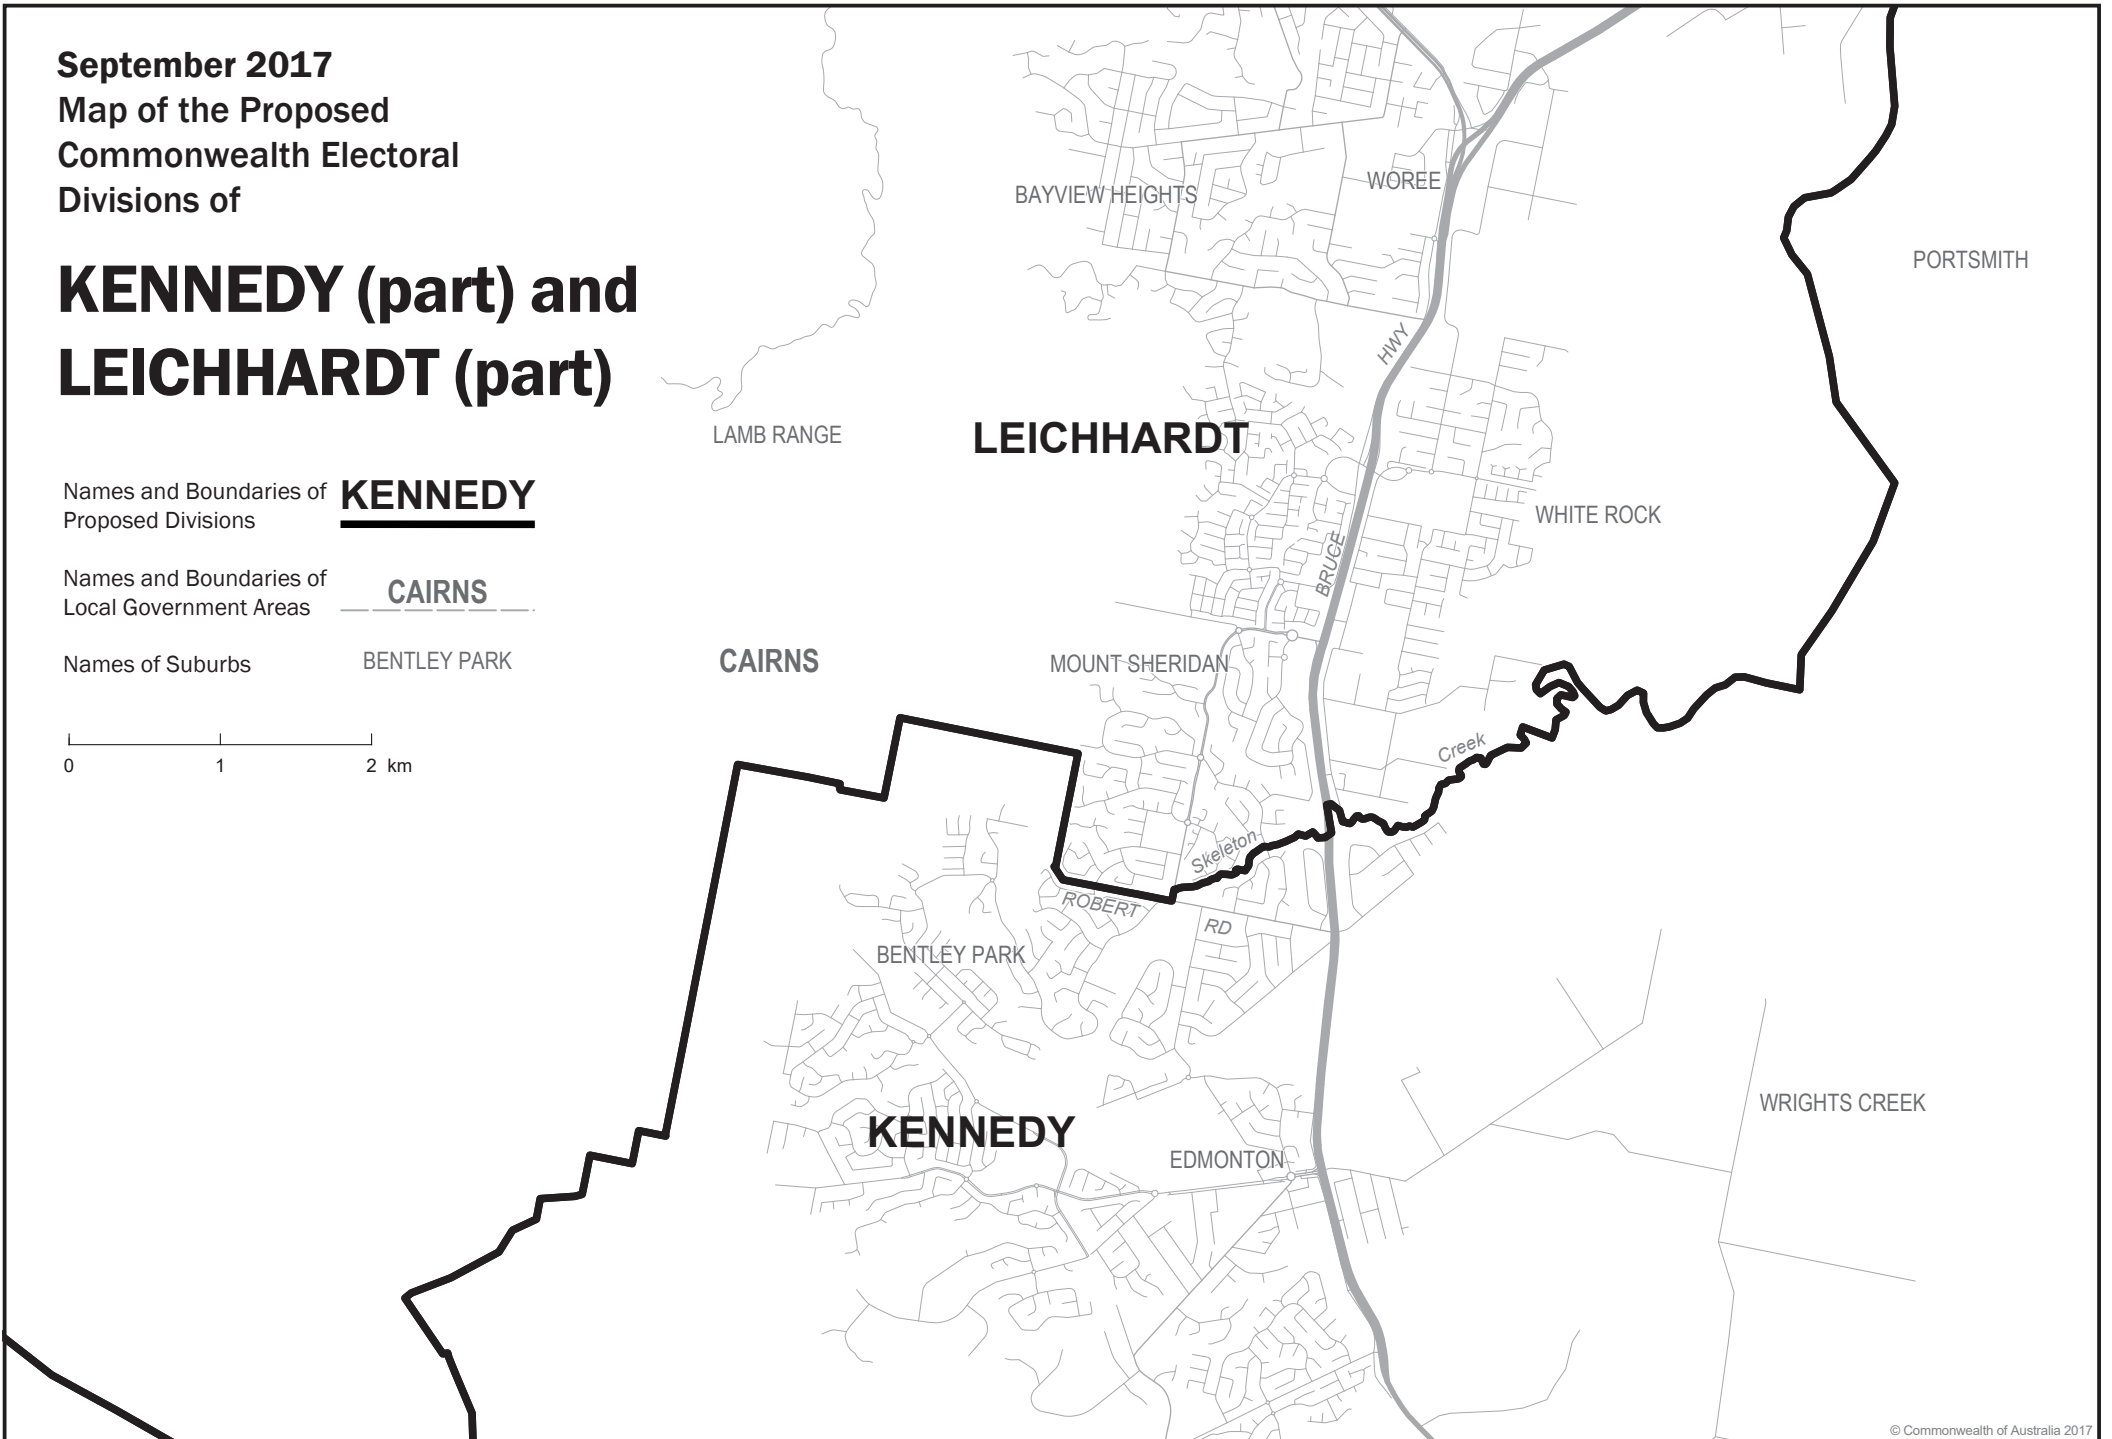 September 2017
Map of the Proposed
Commonwealth Electoral
Divisions of
KENNEDY (part) and
LEICHHARDT (part)
Names and Boundaries of
Proposed Divisions
KENNEDY
Names and Boundaries of
Local Government Areas
CAIRNS
Names of Suburbs
BENTLEY PARK
0 1 2 km
BAYVIEW HEIGHTS
WOREE
PORTSMITH
HWY
LAMB RANGE
LEICHHARDT
WHITE ROCK
BRUCE
CAIRNS
MOUNT SHERIDAN
Creek
Skeleton
ROBERT
RD
BENTLEY PARK
WRIGHTS CREEK
KENNEDY
EDMONTON
© Commonwealth of Australia 2017